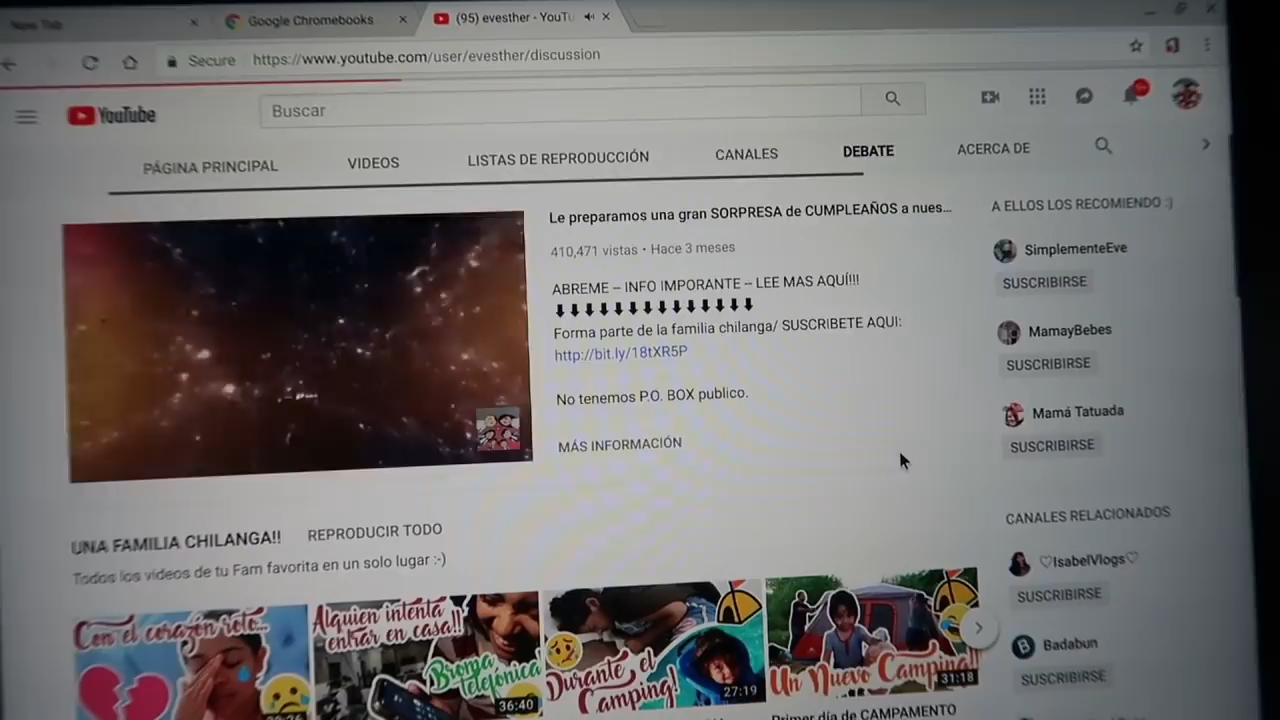 New Tab
Google Chromebooks
(95) evesther - YouTu
Secure https://www.youtube.com/user/evesther/discussion
YouTube
Buscar
PÁGINA PRINCIPAL VIDEOS LISTAS DE REPRODUCCIÓN CANALES DEBATE ACERCA DE
Le preparamos una gran SORPRESA de CUMPLEAÑOS a nues...
410,471 vistas • Hace 3 meses
ABREME – INFO IMPORANTE – LEE MAS AQUÍ!!!
Forma parte de la familia chilanga/ SUSCRIBETE AQUI:
http://bit.ly/18tXR5P
No tenemos P.O. BOX publico.
MÁS INFORMACIÓN
A ELLOS LOS RECOMIENDO :)
SimplementeEve
SUSCRIBIRSE
MamayBebes
SUSCRIBIRSE
Mamá Tatuada
SUSCRIBIRSE
CANALES RELACIONADOS
♡IsabelVlogs♡
SUSCRIBIRSE
Badabun
SUSCRIBIRSE
UNA FAMILIA CHILANGA!! REPRODUCIR TODO
Todos los videos de tu Fam favorita en un solo lugar :-)
Con el corazón roto...
Alguien intenta
entrar en casa!!
Broma
telefónica
36:40
Durante el
Camping!
27:19
Un Nuevo Camping!!
31:18
Primer día de CAMPAMENTO